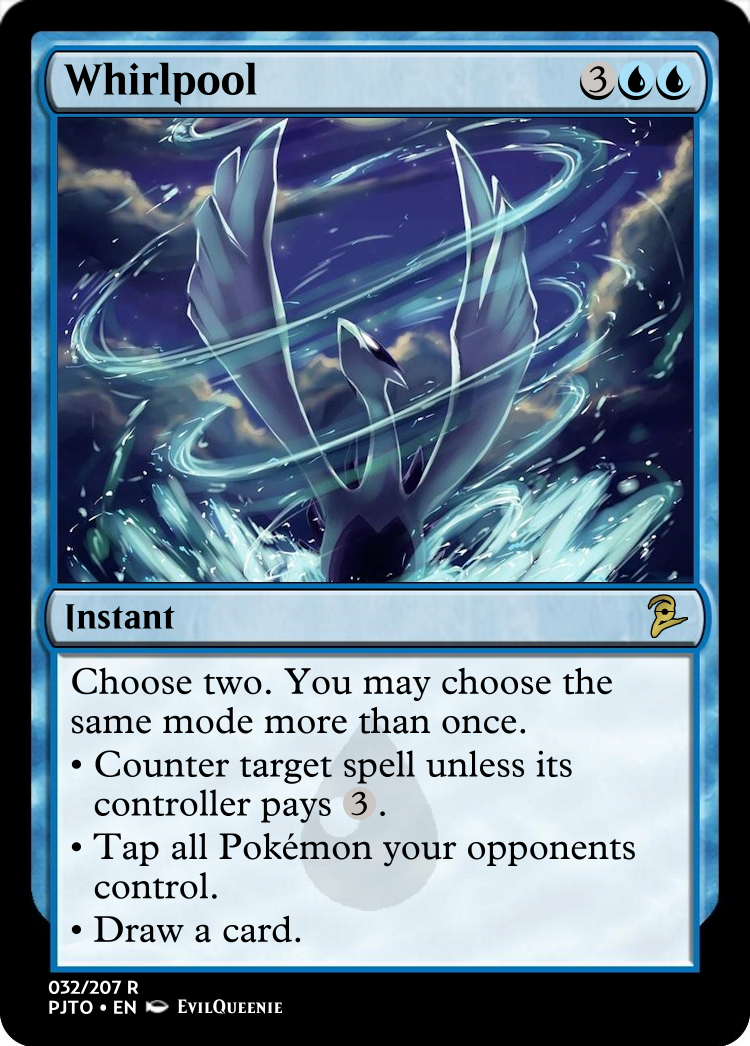 Whirlpool 3
Instant
Choose two. You may choose the
same mode more than once.
• Counter target spell unless its
controller pays 3.
• Tap all Pokémon your opponents
control.
• Draw a card.
032/207 R
PJTO • EN EvilQueenie